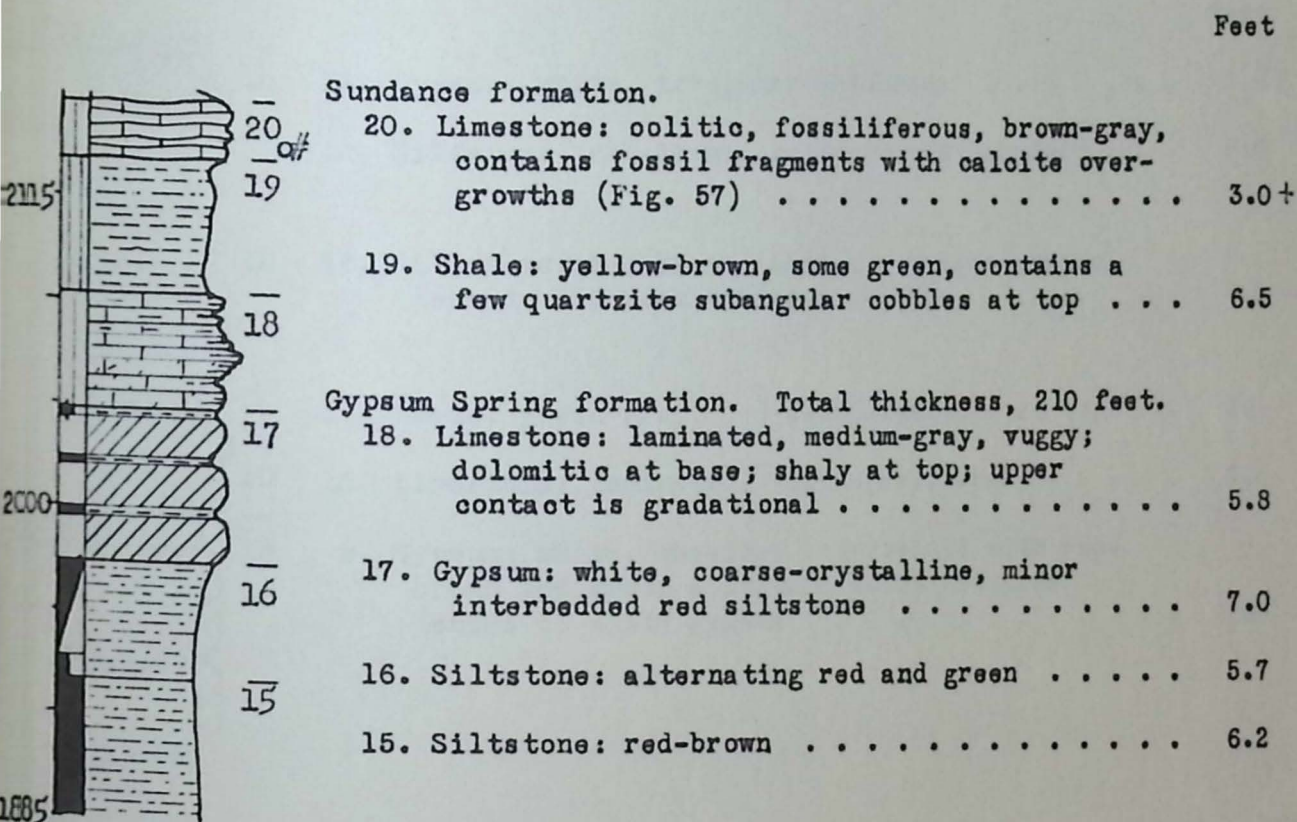 Feet
Sundance formation.
20. Limestone: oolitic, fossiliferous, brown-gray,
contains fossil fragments with calcite over-
growths (Fig. 57) . . . . . . . . . . . . . . 3.0+
19. Shale: yellow-brown, some green, contains a
few quartzite subangular cobbles at top . . . 6.5
Gypsum Spring formation. Total thickness, 210 feet.
18. Limestone: laminated, medium-gray, vuggy;
dolomitic at base; shaly at top; upper
contact is gradational . . . . . . . . . . . . 5.8
17. Gypsum: white, coarse-crystalline, minor
interbedded red siltstone . . . . . . . . . . 7.0
16. Siltstone: alternating red and green . . . . . 5.7
15. Siltstone: red-brown . . . . . . . . . . . . . 6.2
20
19
2115
18
17
2000
16
15
1885